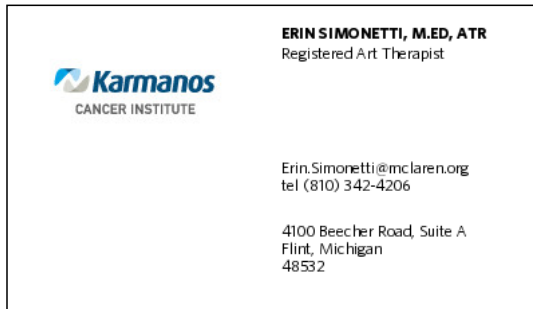 ERIN SIMONETTI, M.ED, ATR
Registered Art Therapist
Karmanos
CANCER INSTITUTE
Erin.Simonetti@mclaren.org
tel (810) 342-4206
4100 Beecher Road, Suite A
Flint, Michigan
48532